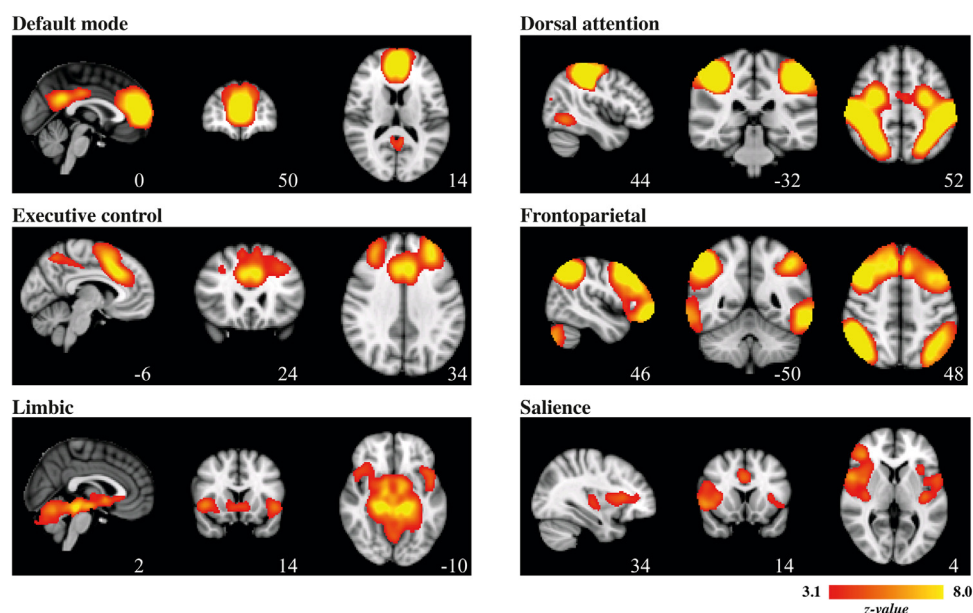 Default mode
0 50 14
Dorsal attention
44 -32 52
Executive control
-6 24 34
Frontoparietal
46 -50 48
Limbic
2 14 -10
Salience
34 14 4
3.1 8.0
z-value